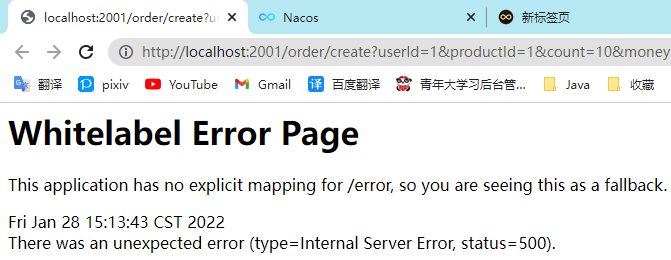 localhost:2001/order/create?us
Nacos
新标签页
http://localhost:2001/order/create?userId=1&productId=1&count=10&money
翻译 pixiv YouTube Gmail 译 百度翻译 青年大学习后台管... Java 收藏
Whitelabel Error Page
This application has no explicit mapping for /error, so you are seeing this as a fallback.
Fri Jan 28 15:13:43 CST 2022
There was an unexpected error (type=Internal Server Error, status=500).